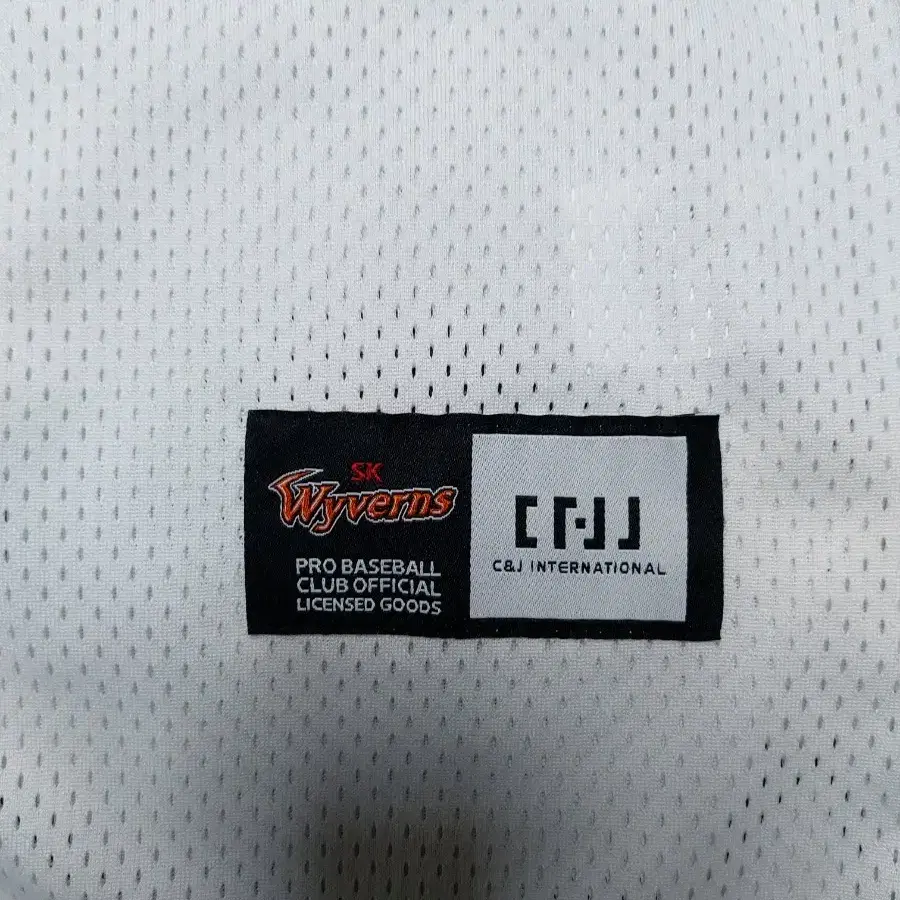 SK
Wyverns
PRO BASEBALL
CLUB OFFICIAL
LICENSED GOODS
C&J
C&J INTERNATIONAL